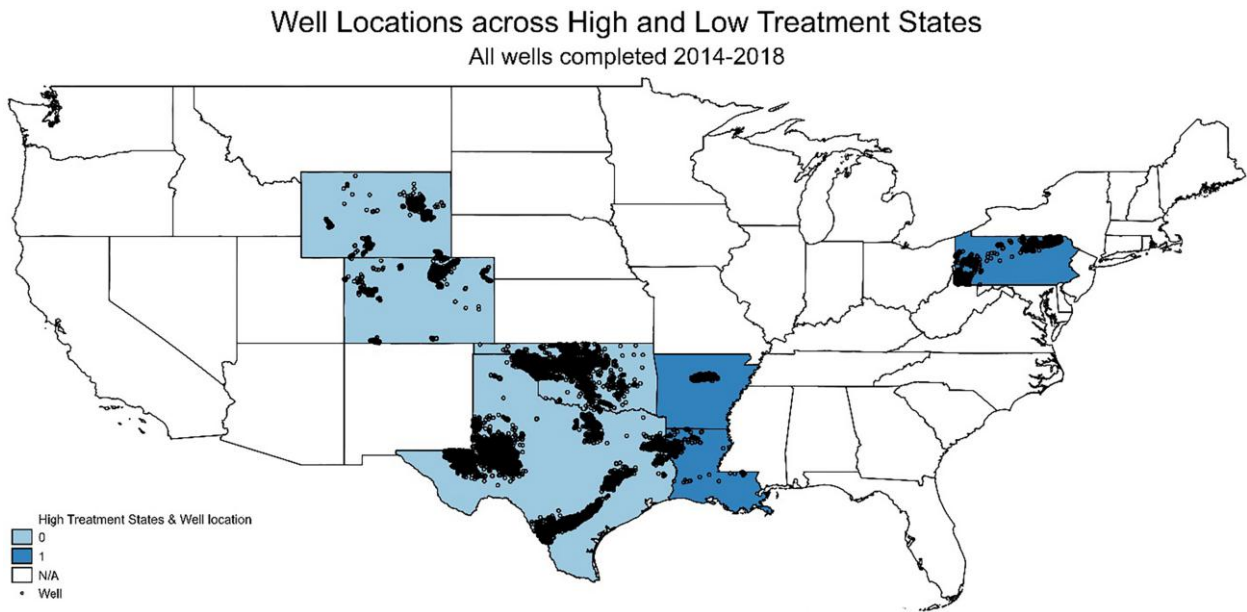 Well Locations across High and Low Treatment States
All wells completed 2014-2018
High Treatment States & Well location
0
1
N/A
Well